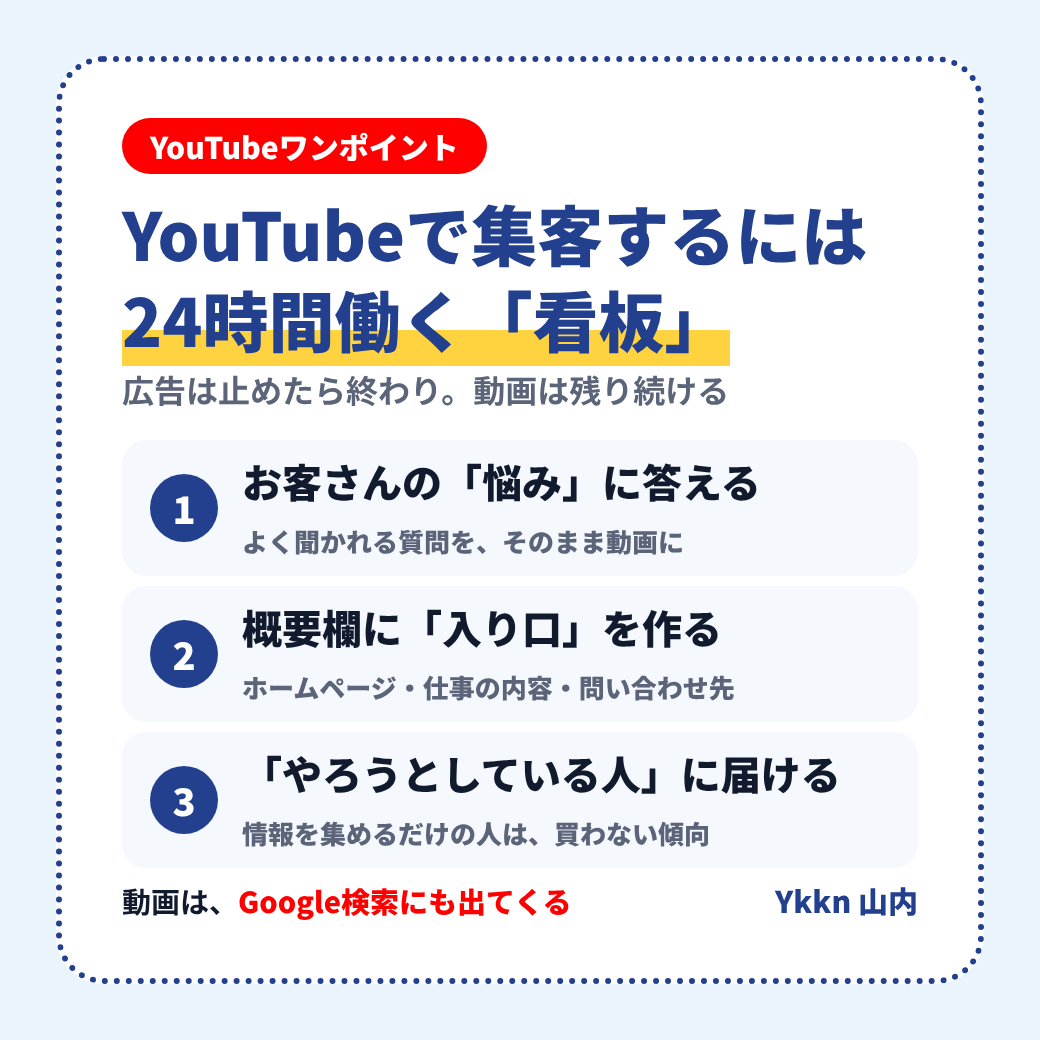 YouTubeワンポイント
YouTubeで集客するには
24時間働く「看板」
広告は止めたら終わり。動画は残り続ける
1
お客さんの「悩み」に答える
よく聞かれる質問を、そのまま動画に
2
概要欄に「入り口」を作る
ホームページ・仕事の内容・問い合わせ先
3
「やろうとしている人」に届ける
情報を集めるだけの人は、買わない傾向
動画は、Google検索にも出てくる
Ykkn 山内